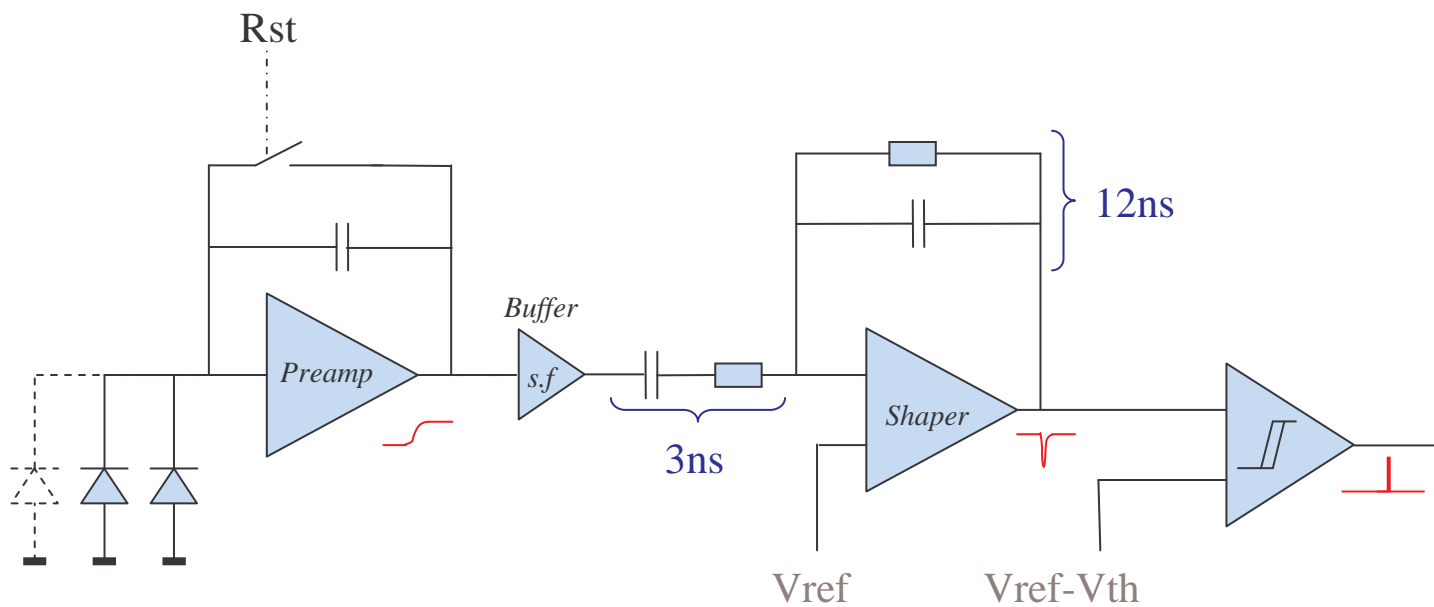 Rst
12ns
Buffer
Preamp
s.f
Shaper
3ns
Vref
Vref-Vth